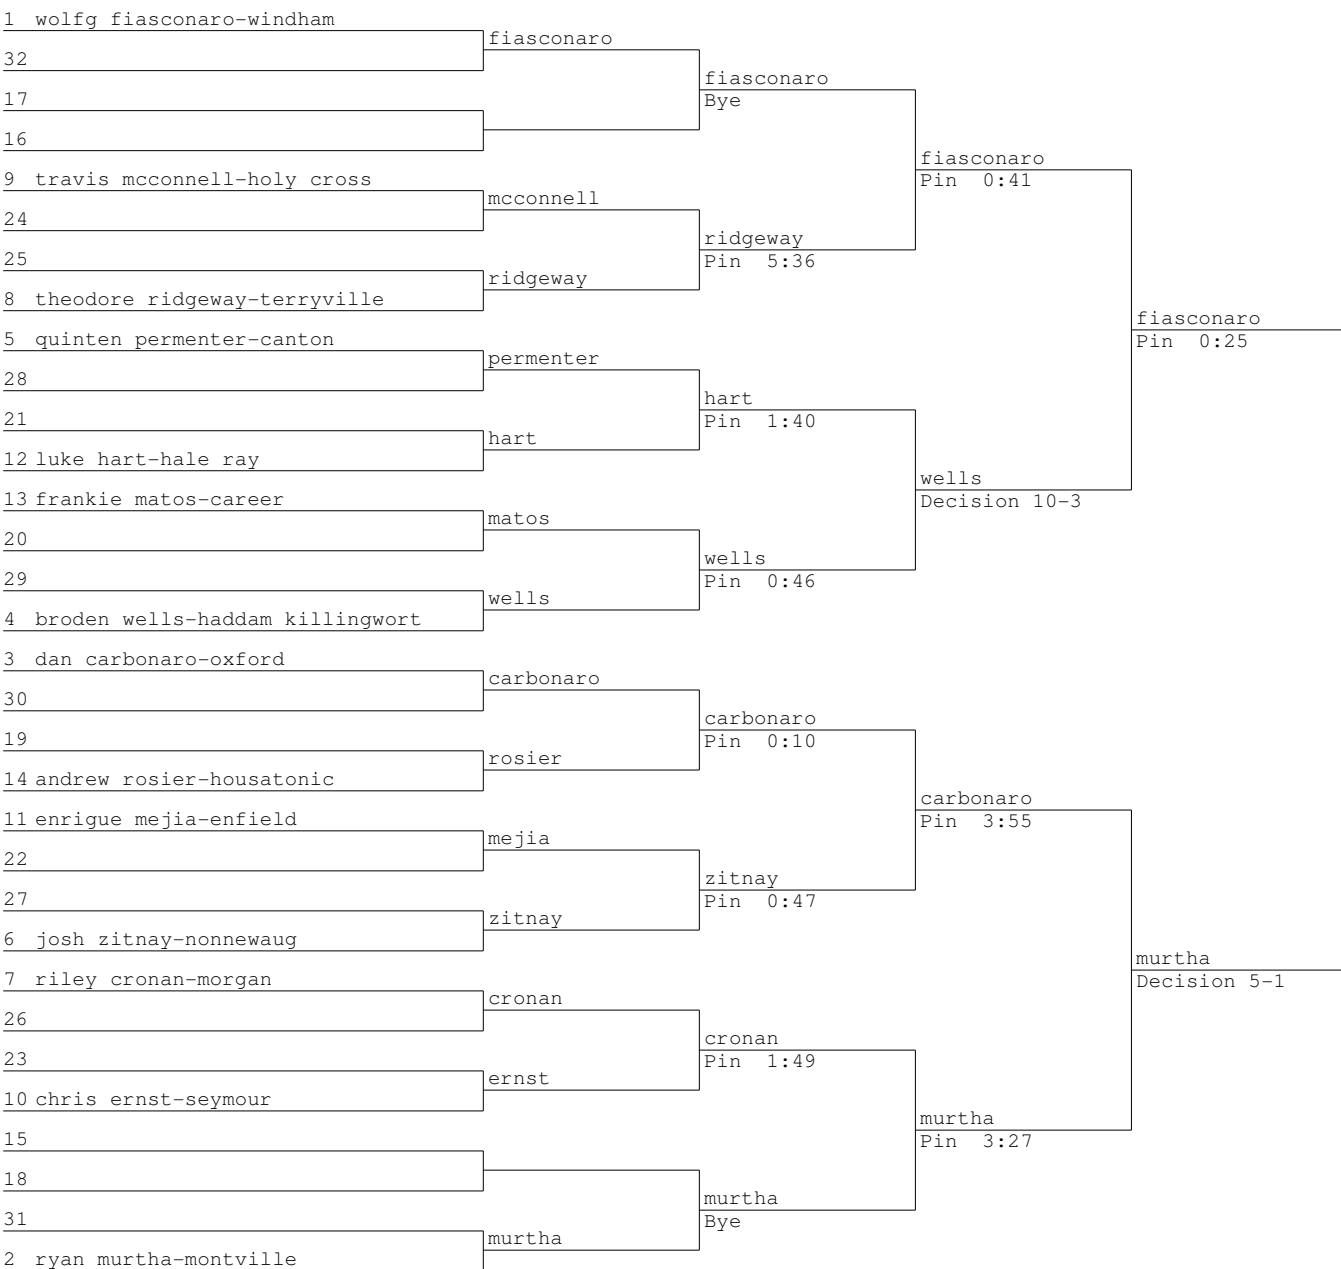 1 wolfg fiasconaro-windham
fiasconaro
32
fiasconaro
17
Bye
16
fiasconaro
9 travis mcconnell-holy cross
Pin 0:41
mcconnell
24
ridgeway
25
Pin 5:36
ridgeway
8 theodore ridgeway-terryville
fiasconaro
5 quinten permenter-canton
Pin 0:25
permenter
28
hart
21
Pin 1:40
hart
12 luke hart-hale ray
wells
13 frankie matos-career
Decision 10-3
matos
20
wells
29
Pin 0:46
wells
4 broden wells-haddam killingwort
3 dan carbonaro-oxford
carbonaro
30
carbonaro
19
Pin 0:10
rosier
14 andrew rosier-housatonic
carbonaro
11 enrigue mejia-enfield
Pin 3:55
mejia
22
zitnay
27
Pin 0:47
zitnay
6 josh zitnay-nonnewaug
murtha
7 riley cronan-morgan
Decision 5-1
cronan
26
cronan
23
Pin 1:49
ernst
10 chris ernst-seymour
murtha
15
Pin 3:27
18
murtha
31
Bye
murtha
2 ryan murtha-montville